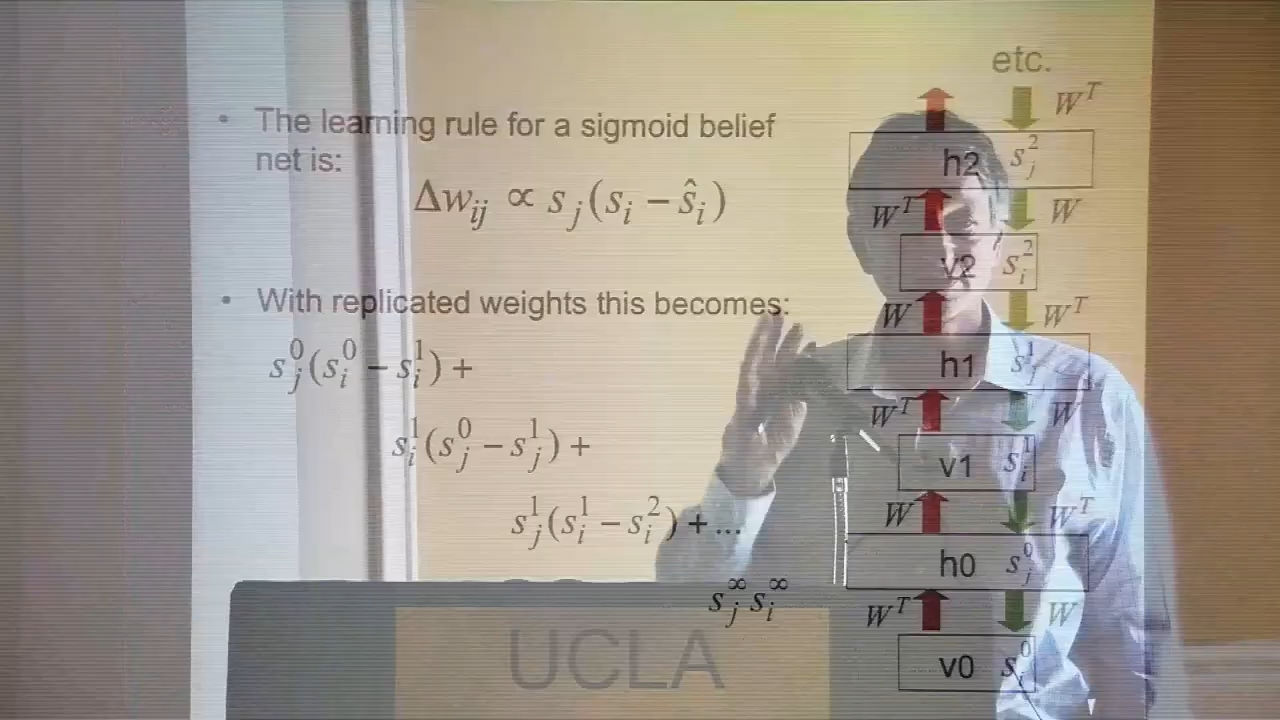 etc.
W^T
• The learning rule for a sigmoid belief
net is:
Δw_ij ∝ s_j(s_i − ŝ_i)
h2 s_j^2
W^T W
v2 s_i^2
• With replicated weights this becomes:
W W^T
s_j^0(s_i^0 − s_i^1) +
h1 s_j^1
W^T W
s_i^1(s_j^0 − s_j^1) +
v1 s_i^1
s_j^1(s_i^1 − s_i^2) + ...
W W^T
h0 s_j^0
s_j^∞ s_i^∞
W^T W
UCLA
v0 s_i^0